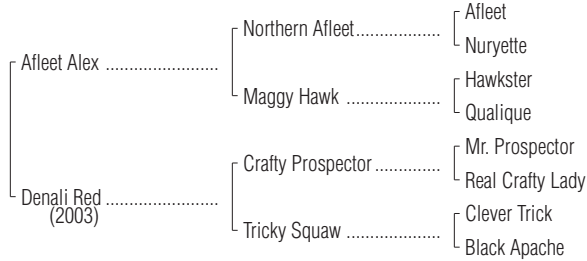 Afleet
Northern Afleet....................
Nuryette
Afleet Alex ........................
Hawkster
Maggy Hawk ......................
Qualique
Mr. Prospector
Crafty Prospector...............
Real Crafty Lady
Denali Red ........................
(2003)
Clever Trick
Tricky Squaw ......................
Black Apache